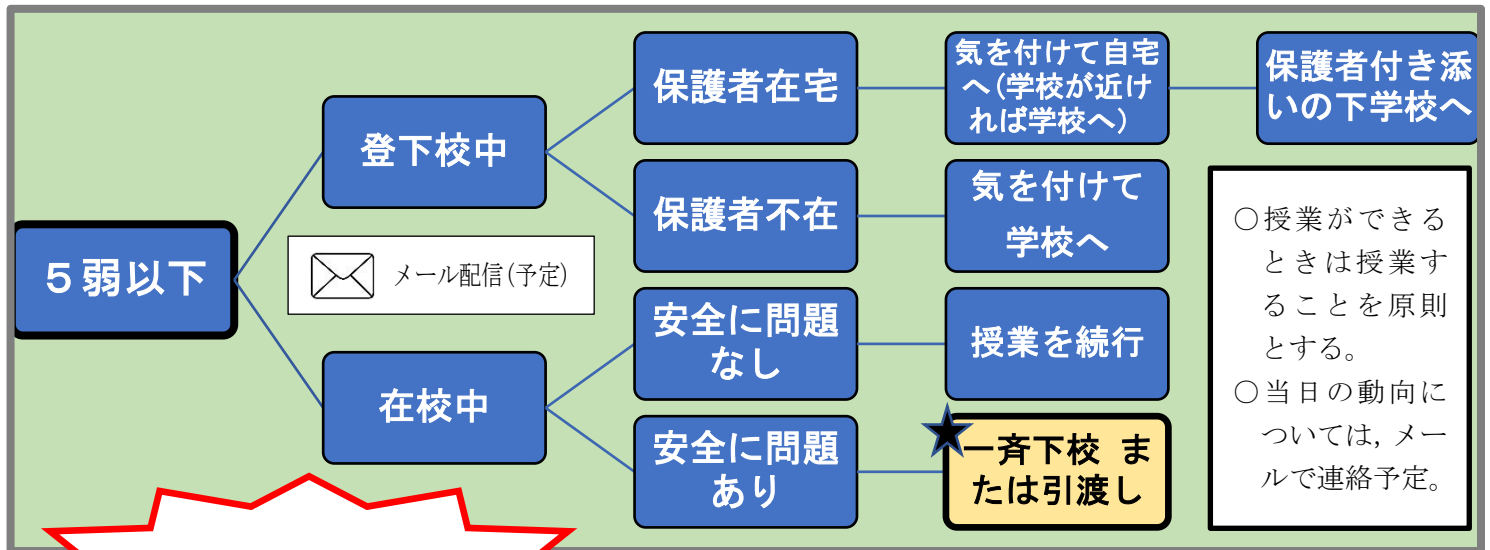 ５弱以下
登下校中
保護者在宅
気を付けて自宅
へ(学校が近け
れば学校へ)
保護者付き添
いの下学校へ
保護者不在
気を付けて
学校へ
メール配信(予定)
在校中
安全に問題
なし
授業を続行
安全に問題
あり
一斉下校 ま
たは引渡し
○授業ができる
ときは授業す
ることを原則
とする。
○当日の動向に
ついては,メー
ルで連絡予定。